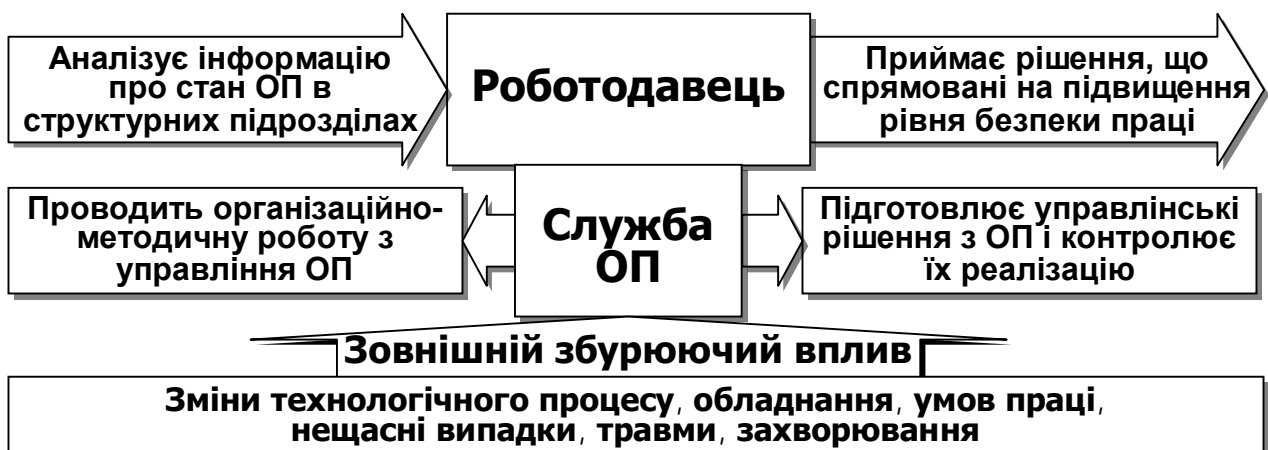 Аналізує інформацію
про стан ОП в
структурних підрозділах
Роботодавець
Приймає рішення, що
спрямовані на підвищення
рівня безпеки праці
Проводить організаційно-
методичну роботу з
управління ОП
Служба
ОП
Підготовлює управлінські
рішення з ОП і контролює
їх реалізацію
Зовнішній збурюючий вплив
Зміни технологічного процесу, обладнання, умов праці,
нещасні випадки, травми, захворювання